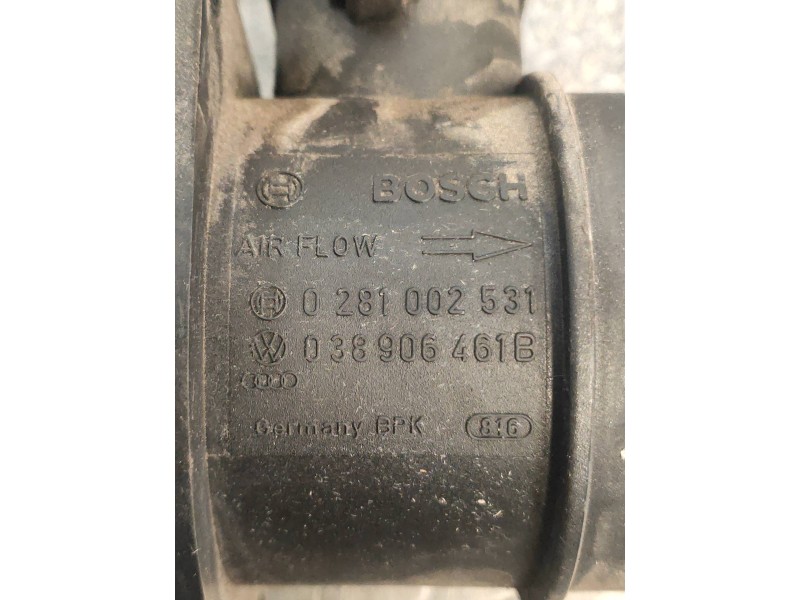 BOSCH
AIR FLOW
0 281 002 531
038 906 461B
Germany BPK 816